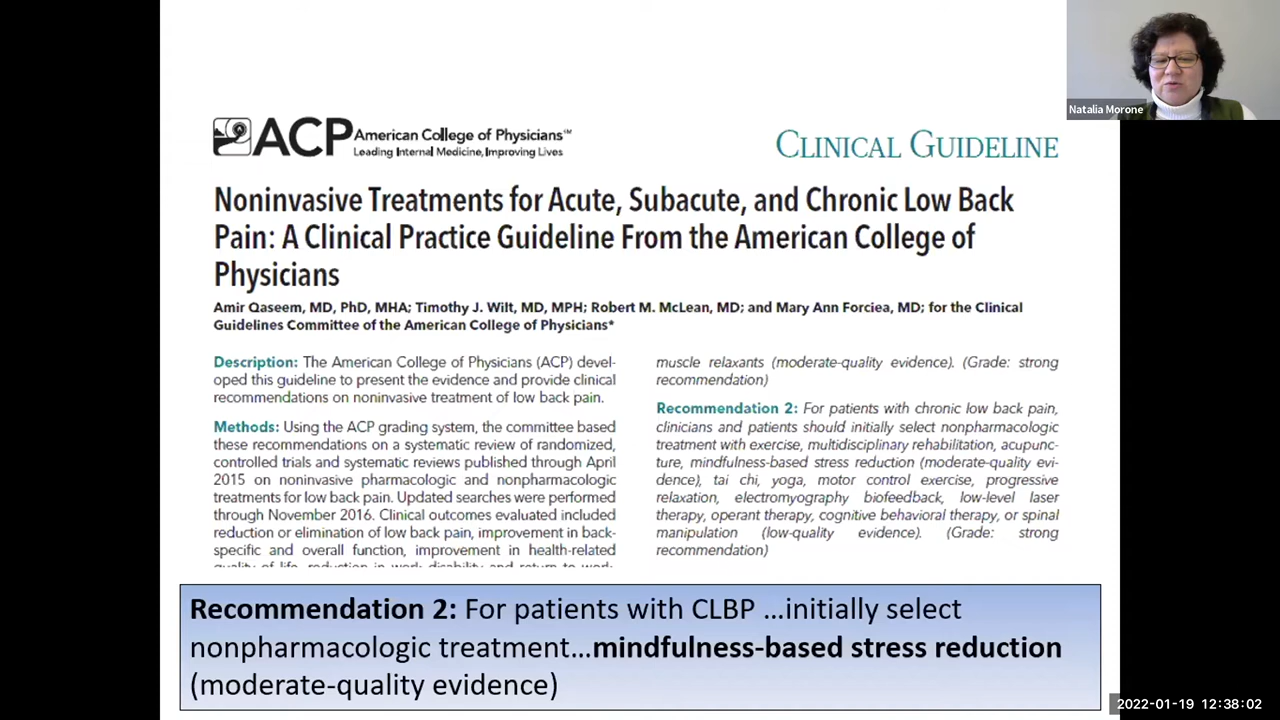 Natalia Morone
ACP American College of Physicians™
Leading Internal Medicine, Improving Lives
CLINICAL GUIDELINE
Noninvasive Treatments for Acute, Subacute, and Chronic Low Back
Pain: A Clinical Practice Guideline From the American College of
Physicians
Amir Qaseem, MD, PhD, MHA; Timothy J. Wilt, MD, MPH; Robert M. McLean, MD; and Mary Ann Forciea, MD; for the Clinical
Guidelines Committee of the American College of Physicians*
Description: The American College of Physicians (ACP) devel-
oped this guideline to present the evidence and provide clinical
recommendations on noninvasive treatment of low back pain.
Methods: Using the ACP grading system, the committee based
these recommendations on a systematic review of randomized,
controlled trials and systematic reviews published through April
2015 on noninvasive pharmacologic and nonpharmacologic
treatments for low back pain. Updated searches were performed
through November 2016. Clinical outcomes evaluated included
reduction or elimination of low back pain, improvement in back-
specific and overall function, improvement in health-related
quality of life, reduction in work disability and return to work,
muscle relaxants (moderate-quality evidence). (Grade: strong
recommendation)
Recommendation 2: For patients with chronic low back pain,
clinicians and patients should initially select nonpharmacologic
treatment with exercise, multidisciplinary rehabilitation, acupunc-
ture, mindfulness-based stress reduction (moderate-quality evi-
dence), tai chi, yoga, motor control exercise, progressive
relaxation, electromyography biofeedback, low-level laser
therapy, operant therapy, cognitive behavioral therapy, or spinal
manipulation (low-quality evidence). (Grade: strong
recommendation)
Recommendation 2: For patients with CLBP …initially select
nonpharmacologic treatment…mindfulness-based stress reduction
(moderate-quality evidence)
2022-01-19 12:38:02